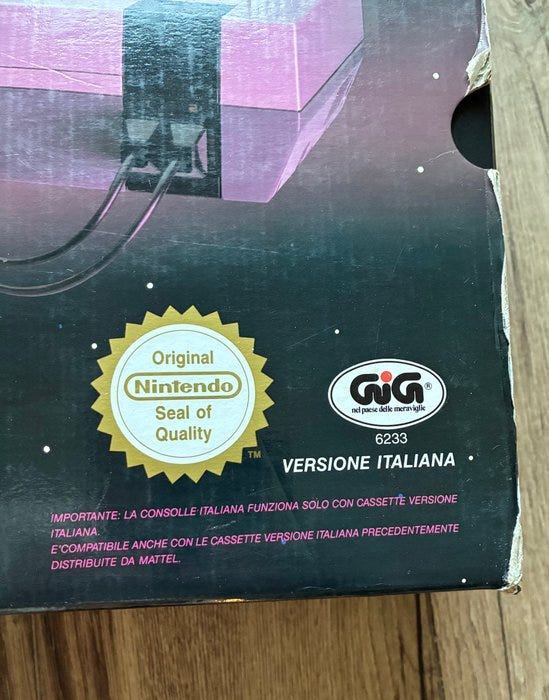 Original
Nintendo
Seal of
Quality
TM
GiG®
nel paese delle meraviglie
6233
VERSIONE ITALIANA
IMPORTANTE: LA CONSOLLE ITALIANA FUNZIONA SOLO CON CASSETTE VERSIONE
ITALIANA.
E'COMPATIBILE ANCHE CON LE CASSETTE VERSIONE ITALIANA PRECEDENTEMENTE
DISTRIBUITE DA MATTEL.